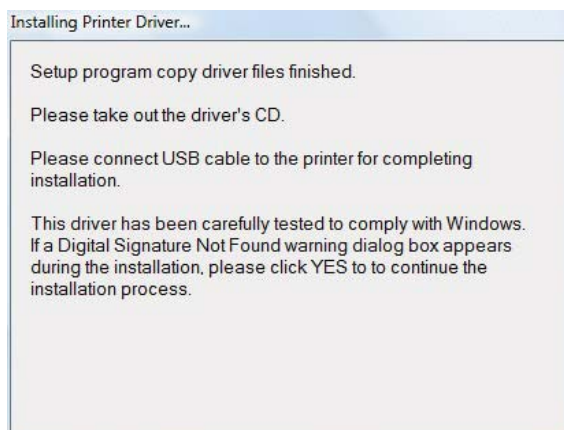 Installing Printer Driver...
Setup program copy driver files finished.
Please take out the driver's CD.
Please connect USB cable to the printer for completing
installation.
This driver has been carefully tested to comply with Windows.
If a Digital Signature Not Found warning dialog box appears
during the installation, please click YES to to continue the
installation process.